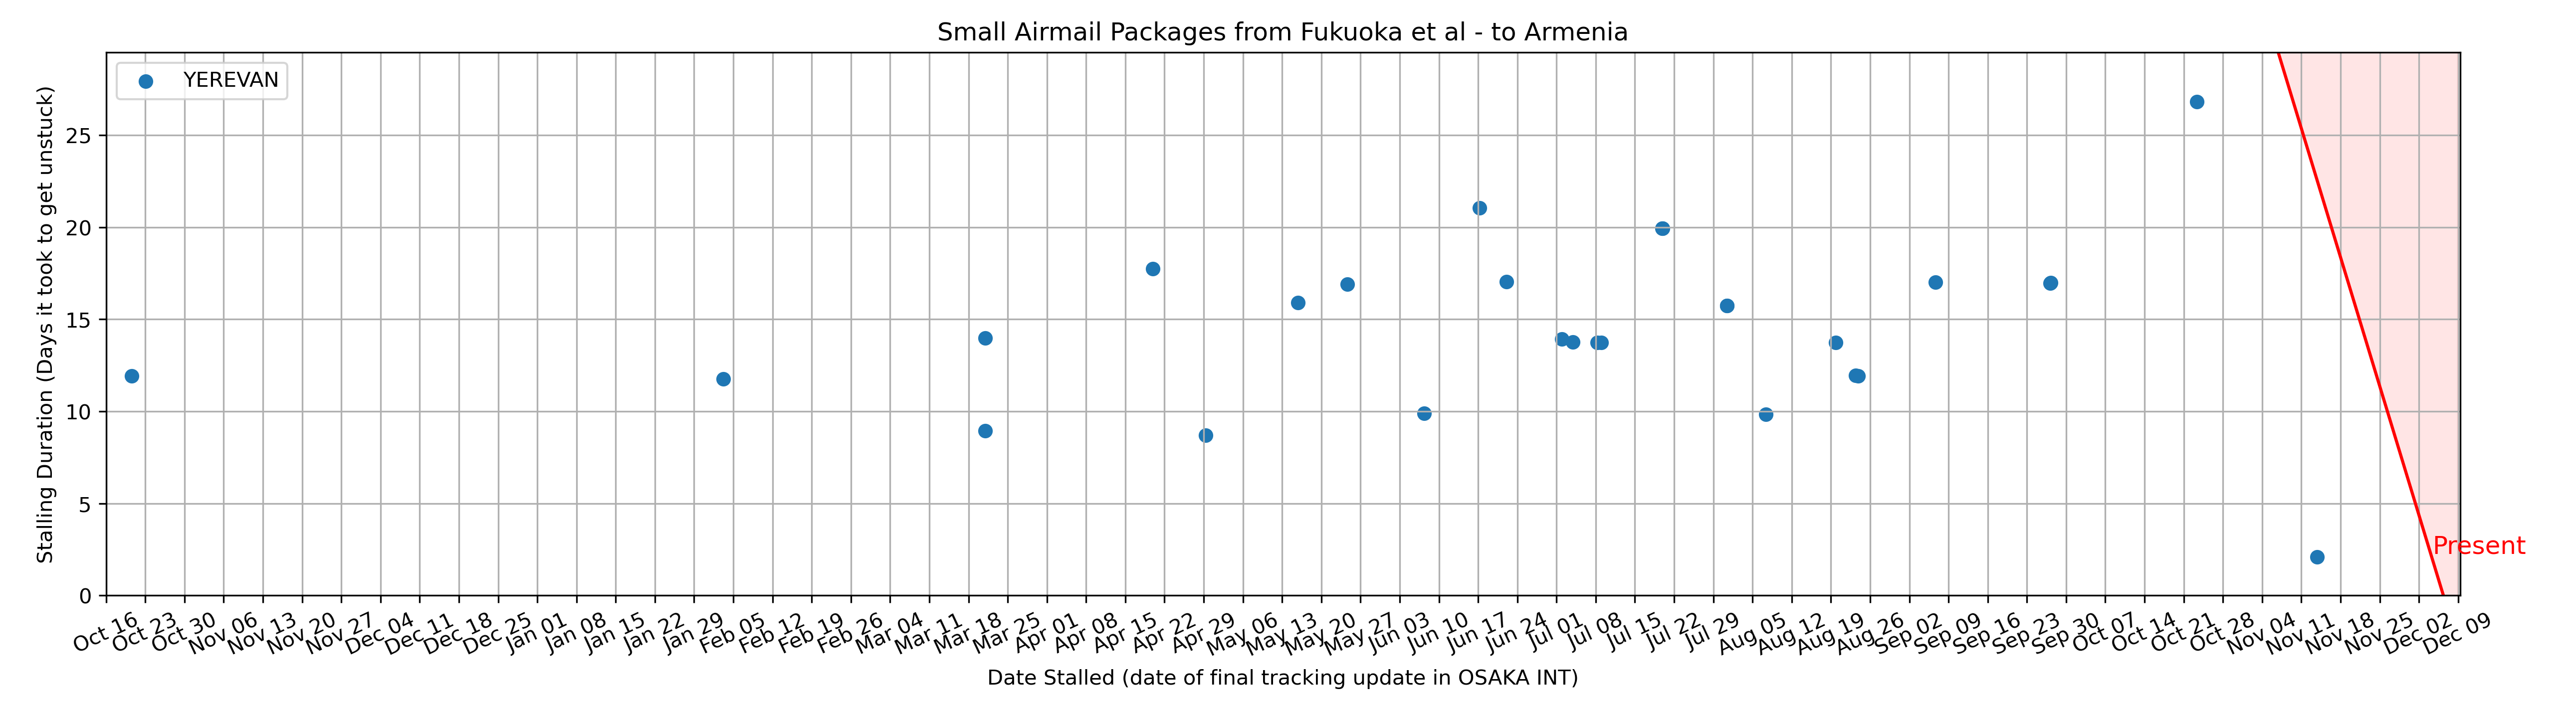 Small Airmail Packages from Fukuoka et al - to Armenia
YEREVAN
Stalling Duration (Days it took to get unstuck)
25
20
15
10
5
0
Present
Oct 16
Oct 23
Oct 30
Nov 06
Nov 13
Nov 20
Nov 27
Dec 04
Dec 11
Dec 18
Dec 25
Jan 01
Jan 08
Jan 15
Jan 22
Jan 29
Feb 05
Feb 12
Feb 19
Feb 26
Mar 04
Mar 11
Mar 18
Mar 25
Apr 01
Apr 08
Apr 15
Apr 22
Apr 29
May 06
May 13
May 20
May 27
Jun 03
Jun 10
Jun 17
Jun 24
Jul 01
Jul 08
Jul 15
Jul 22
Jul 29
Aug 05
Aug 12
Aug 19
Aug 26
Sep 02
Sep 09
Sep 16
Sep 23
Sep 30
Oct 07
Oct 14
Oct 21
Oct 28
Nov 04
Nov 11
Nov 18
Nov 25
Dec 02
Dec 09
Date Stalled (date of final tracking update in OSAKA INT)